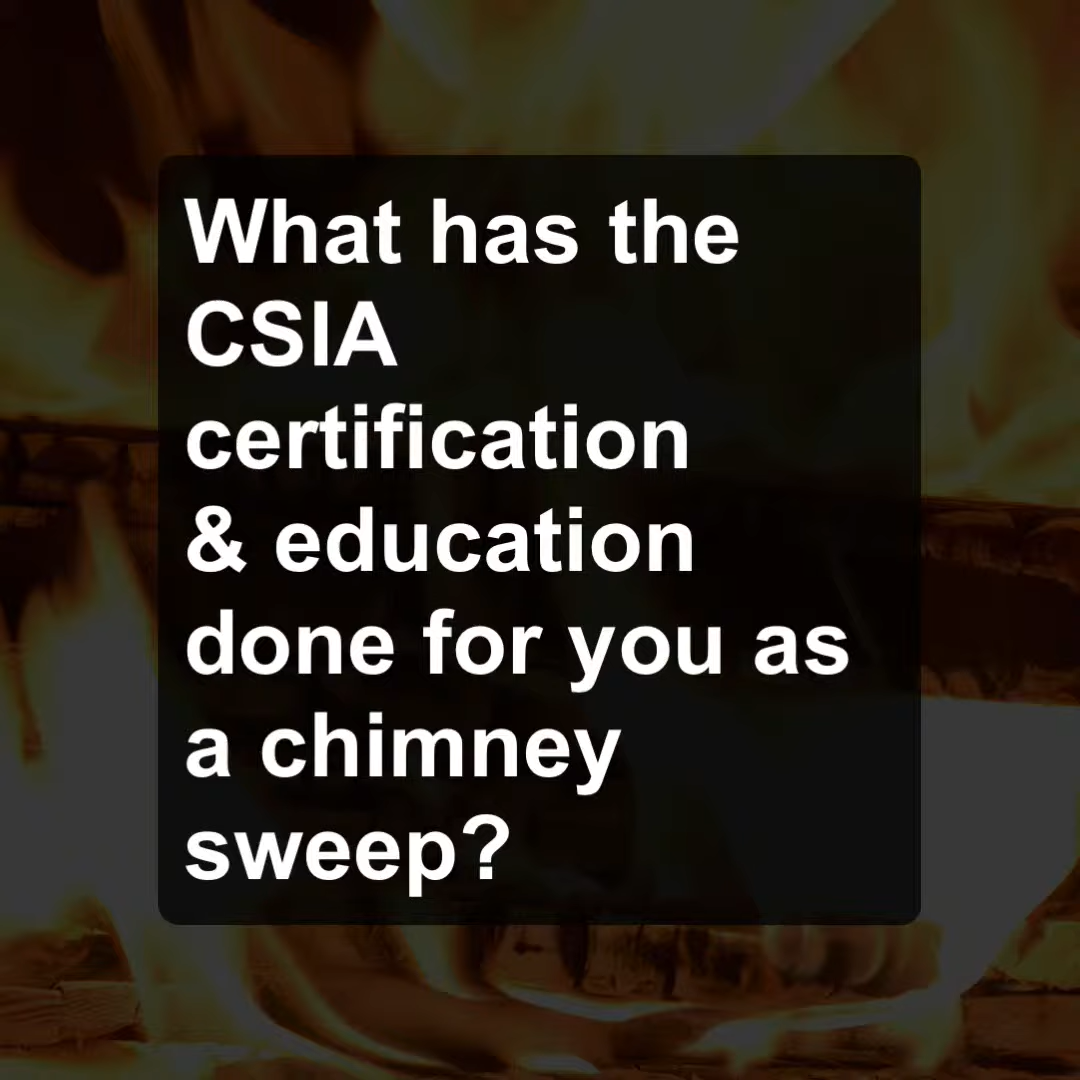 What has the
CSIA
certification
& education
done for you as
a chimney
sweep?